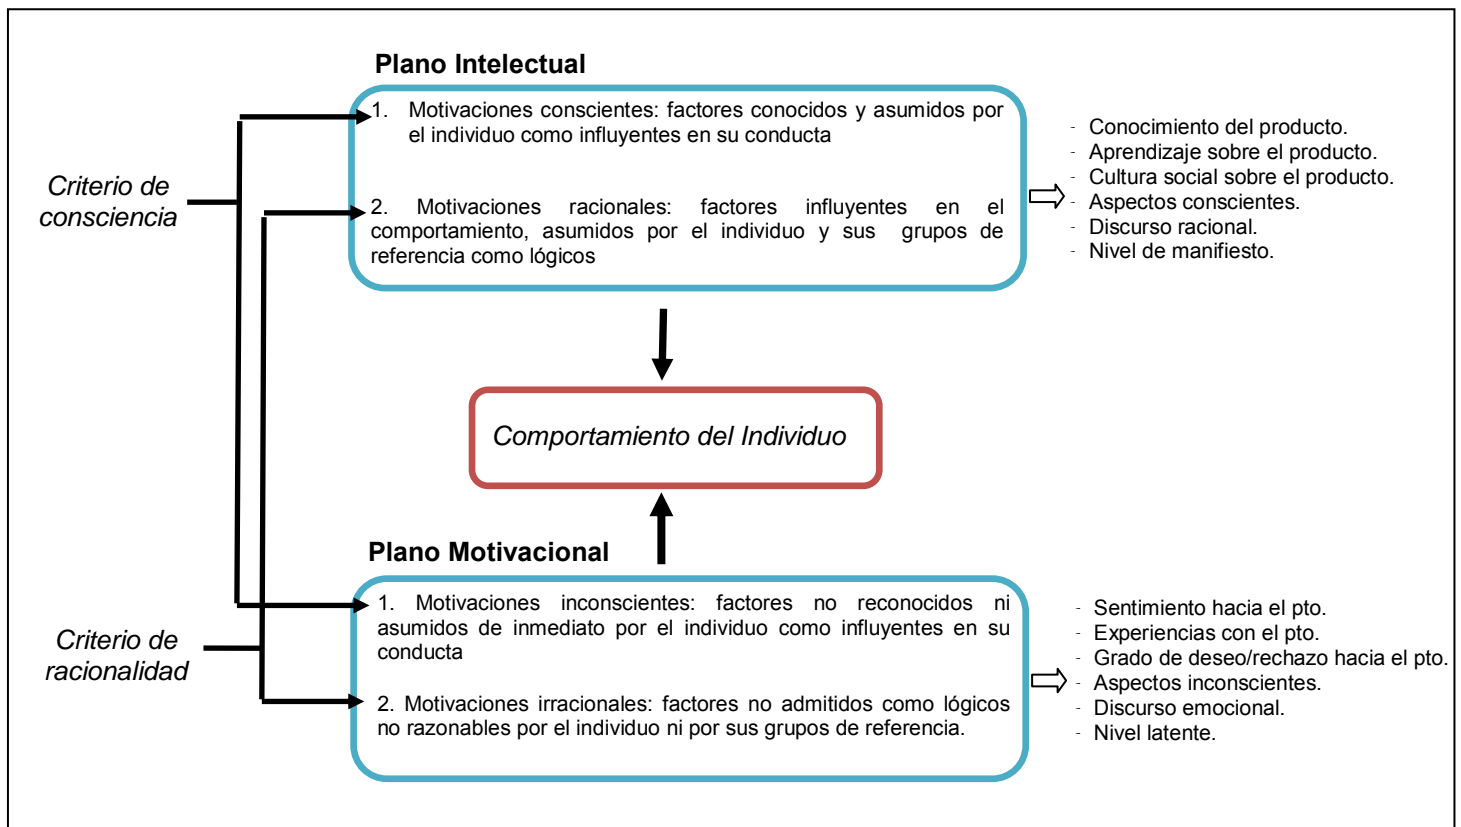 Plano Intelectual
1. Motivaciones conscientes: factores conocidos y asumidos por
el individuo como influyentes en su conducta
2. Motivaciones racionales: factores influyentes en el
comportamiento, asumidos por el individuo y sus grupos de
referencia como lógicos
- Conocimiento del producto.
- Aprendizaje sobre el producto.
- Cultura social sobre el producto.
- Aspectos conscientes.
- Discurso racional.
- Nivel de manifiesto.
Criterio de
consciencia
Comportamiento del Individuo
Plano Motivacional
1. Motivaciones inconscientes: factores no reconocidos ni
asumidos de inmediato por el individuo como influyentes en su
conducta
2. Motivaciones irracionales: factores no admitidos como lógicos
no razonables por el individuo ni por sus grupos de referencia.
- Sentimiento hacia el pto.
- Experiencias con el pto.
- Grado de deseo/rechazo hacia el pto.
- Aspectos inconscientes.
- Discurso emocional.
- Nivel latente.
Criterio de
racionalidad